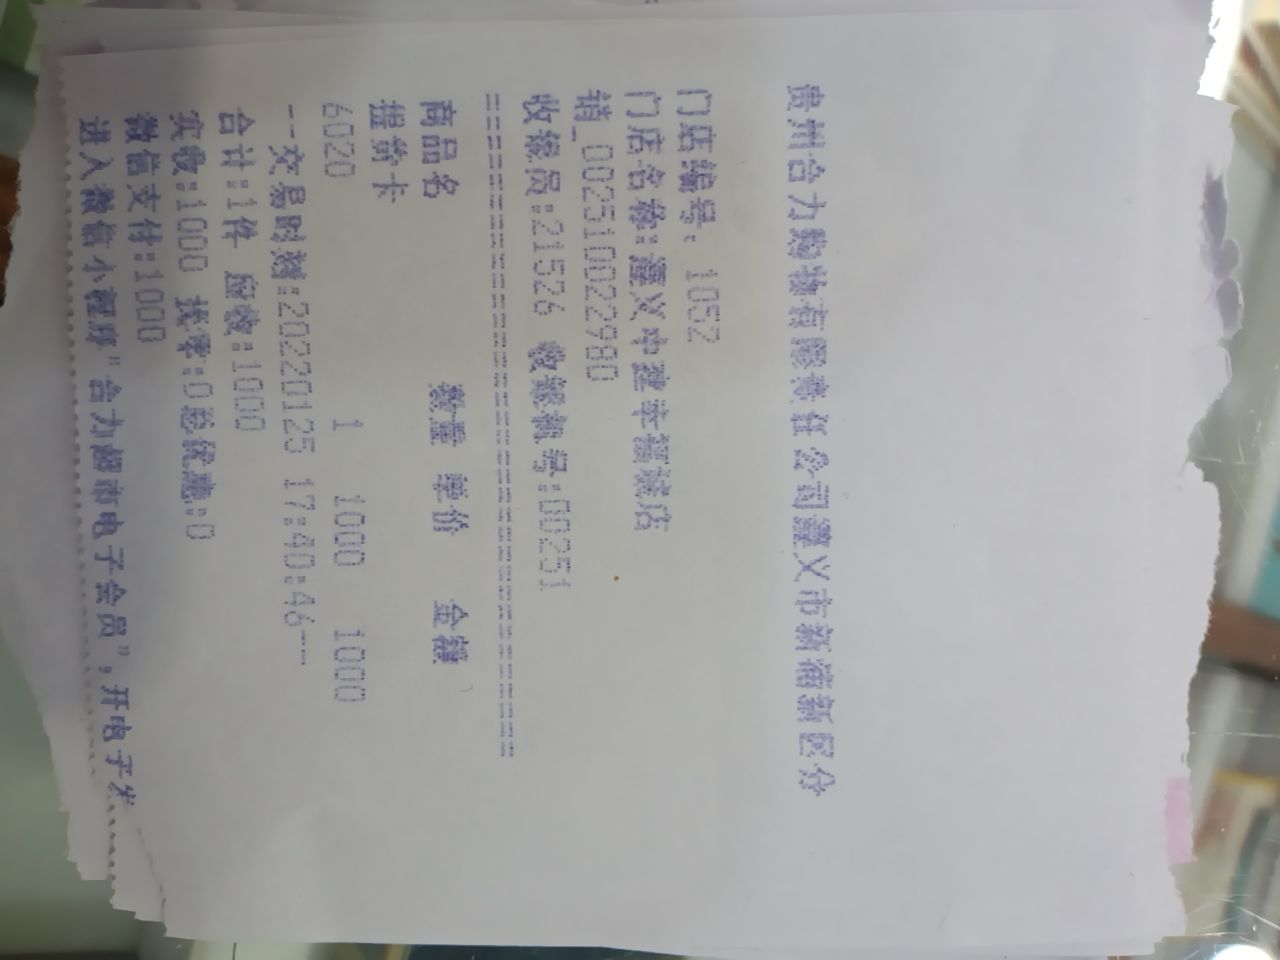 贵州合力购物有限责任公司遵义市新蒲新区分
门店编号: 1052
门店名称:遵义中建幸福城店
销_00251002298​0
收银员:21526 收银机号:00251
==================================
商品名 数量 单价 金额
提货卡
6020 1 1000 1000
--交易时刻:20220125 17:40:46--
合计:1件 应收:1000
实收:1000 找零:0总优惠:0
微信支付:1000
进入微信小程序"合力超市电子会员",开电子发